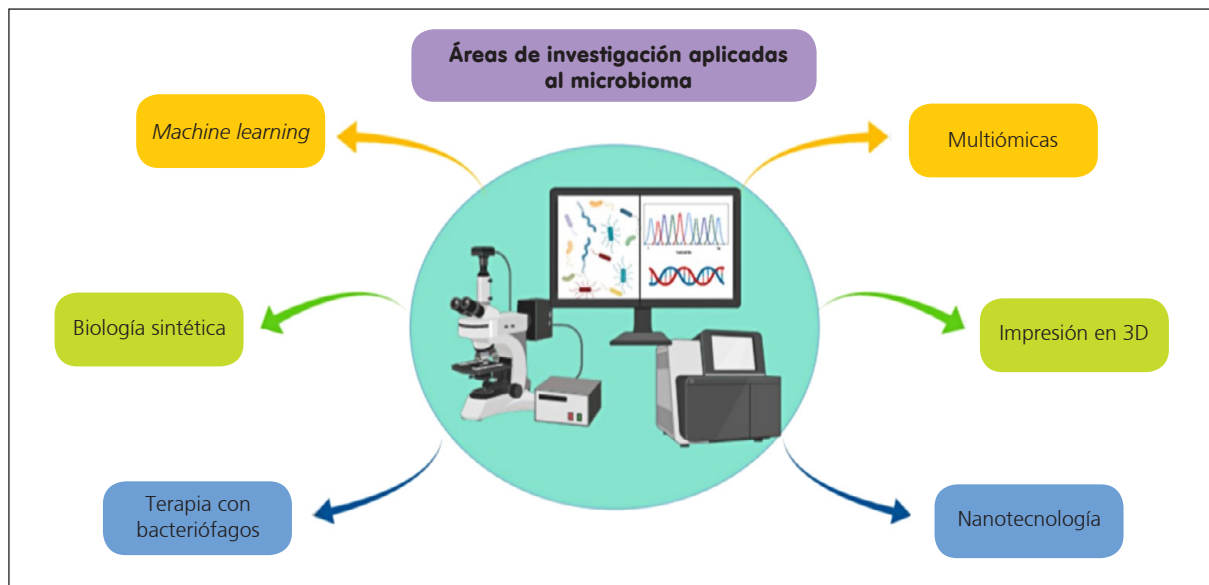 Áreas de investigación aplicadas
al microbioma
Machine learning
Multiómicas
Biología sintética
Impresión en 3D
Terapia con
bacteriófagos
Nanotecnología